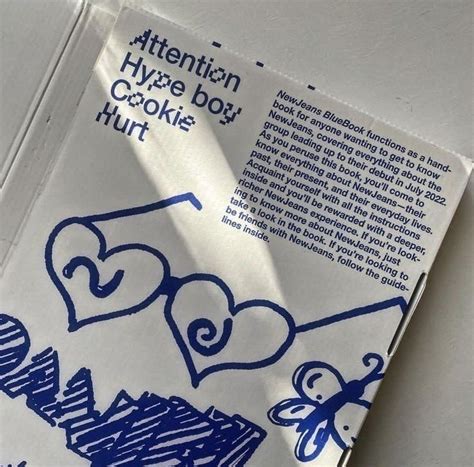 Attention
Hype boy
Cookie
Hurt
NewJeans BlueBook functions as a hand-
book for anyone wanting to get to know
NewJeans, covering everything about the
group leading up to their debut in July 2022.
As you peruse this book, you'll come to
know everything about NewJeans—their
past, their present, and their everyday lives.
Acquaint yourself with all the instructions
inside and you'll be rewarded with a deeper,
richer NewJeans experience. If you're look-
ing to know more about NewJeans, just
take a look in the book. If you're looking to
be friends with NewJeans, follow the guide-
lines inside.